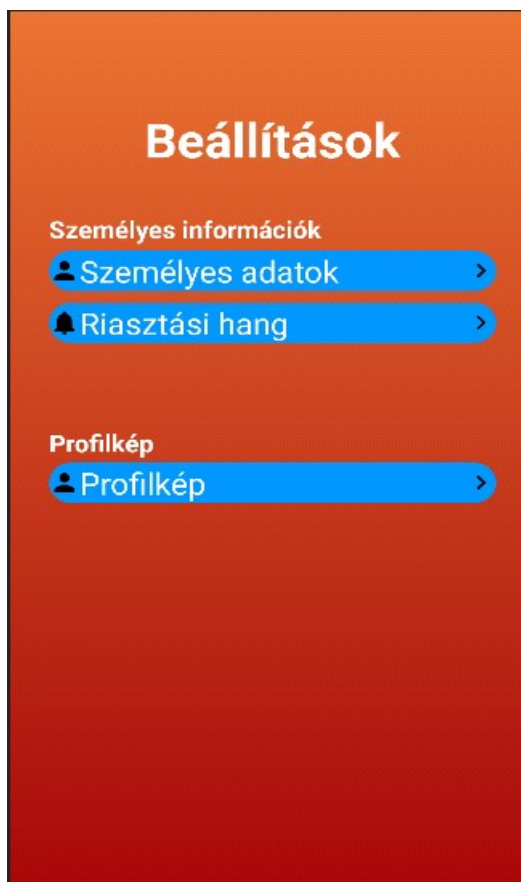 Beállítások
Személyes információk
Személyes adatok
Riasztási hang
Profilkép
Profilkép